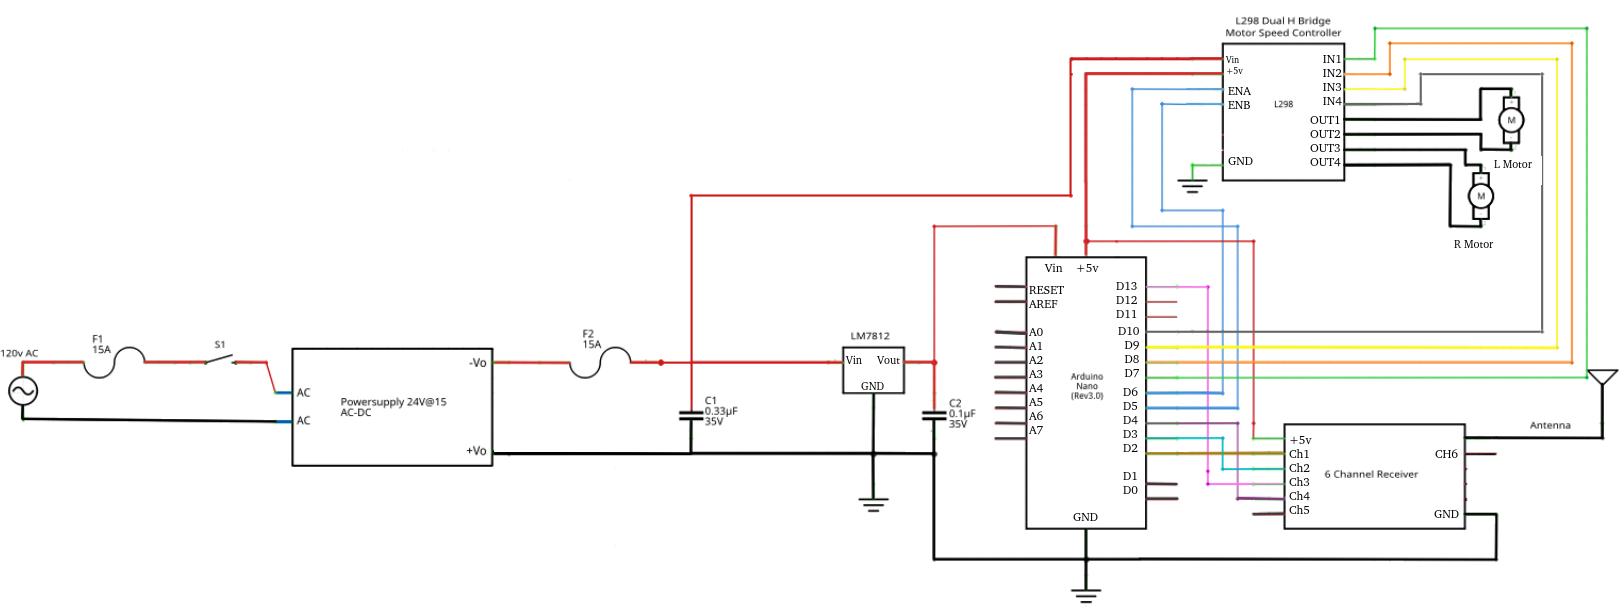 L298 Dual H Bridge
Motor Speed Controller
Vin
+5v
ENA
ENB
GND
L298
IN1
IN2
IN3
IN4
OUT1
OUT2
OUT3
OUT4
M
L Motor
M
R Motor
120v AC
F1
15A
S1
AC
AC
Powersupply 24V@15
AC-DC
-Vo
+Vo
F2
15A
C1
0.33µF
35V
LM7812
Vin
Vout
GND
C2
0.1µF
35V
Vin
+5v
RESET
AREF
A0
A1
A2
A3
A4
A5
A6
A7
Arduino
Nano
(Rev3.0)
D13
D12
D11
D10
D9
D8
D7
D6
D5
D4
D3
D2
D1
D0
GND
+5v
Ch1
Ch2
Ch3
Ch4
Ch5
6 Channel Receiver
CH6
GND
Antenna